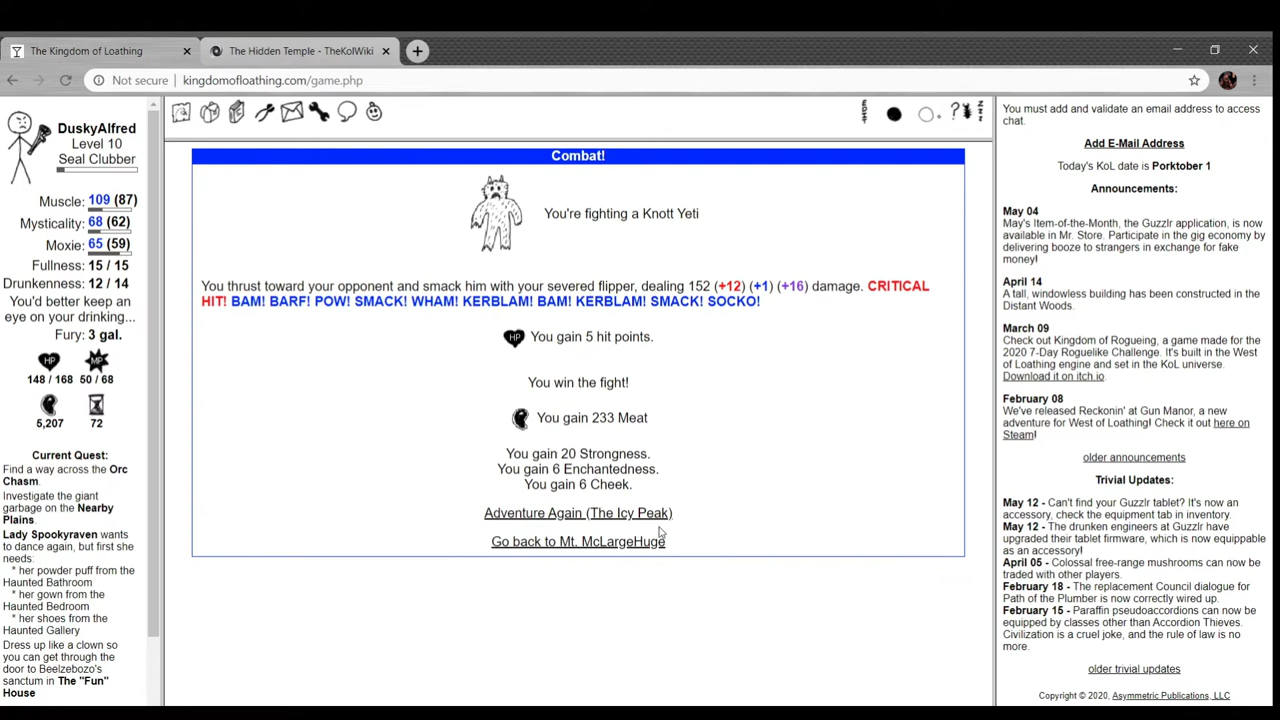 The Kingdom of Loathing
The Hidden Temple - TheKolWiki
Not secure
kingdomofloathing.com/game.php
DuskyAlfred
Level 10
Seal Clubber
Muscle: 109 (87)
Mysticality: 68 (62)
Moxie: 65 (59)
Fullness: 15 / 15
Drunkenness: 12 / 14
You'd better keep an
eye on your drinking...
Fury: 3 gal.
HP MP
148 / 168 50 / 68
5,207 72
Current Quest:
Find a way across the Orc
Chasm.
Investigate the giant
garbage on the Nearby
Plains.
Lady Spookyraven
wants to dance again, but first she
needs:
* her powder puff from the
Haunted Bathroom
* her gown from the
Haunted Bedroom
* her shoes from the
Haunted Gallery
Dress up like a clown so
you can get through the
door to Beelzebozo's
sanctum in The "Fun"
House
Combat!
You're fighting a Knott Yeti
You thrust toward your opponent and smack him with your severed flipper, dealing 152 (+12) (+1) (+16) damage. CRITICAL
HIT! BAM! BARF! POW! SMACK! WHAM! KERBLAM! BAM! KERBLAM! SMACK! SOCKO!
HP You gain 5 hit points.
You win the fight!
You gain 233 Meat
You gain 20 Strongness.
You gain 6 Enchantedness.
You gain 6 Cheek.
Adventure Again (The Icy Peak)
Go back to Mt. McLargeHuge
You must add and validate an email address to access
chat.
Add E-Mail Address
Today's KoL date is Porktober 1
Announcements:
May 04
May's Item-of-the-Month, the Guzzlr application, is now
available in Mr. Store. Participate in the gig economy by
delivering booze to strangers in exchange for fake
money!
April 14
A tall, windowless building has been constructed in the
Distant Woods.
March 09
Check out Kingdom of Rogueing, a game made for the
2020 7-Day Roguelike Challenge. It's built in the West
of Loathing engine and set in the KoL universe.
Download it on itch.io.
February 08
We've released Reckonin' at Gun Manor, a new
adventure for West of Loathing! Check it out here on
Steam!
older announcements
Trivial Updates:
May 12 - Can't find your Guzzlr tablet? It's now an
accessory, check the equipment tab in inventory.
May 12 - The drunken engineers at Guzzlr have
upgraded their tablet firmware, which is now equippable
as an accessory!
April 05 - Colossal free-range mushrooms can now be
traded with other players.
February 18 - The replacement Council dialogue for
Path of the Plumber is now correctly wired up.
February 15 - Paraffin pseudoaccordions can now be
equipped by classes other than Accordion Thieves.
Civilization is a cruel joke, and the rule of law is no
more.
older trivial updates
Copyright © 2020, Asymmetric Publications, LLC